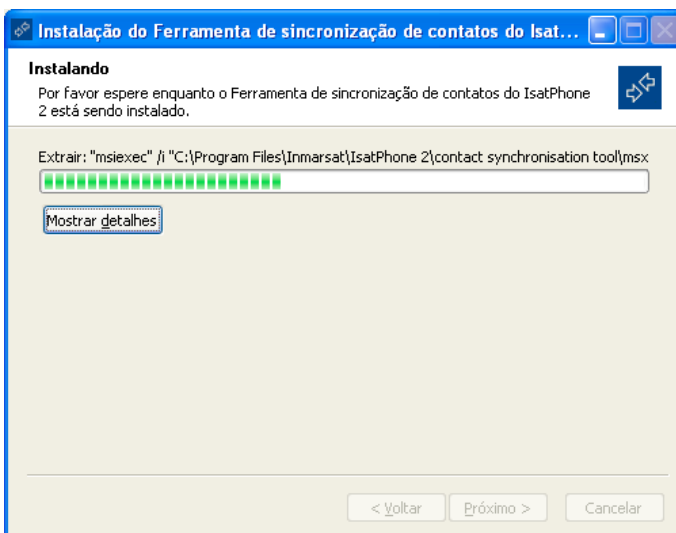 Instalação do Ferramenta de sincronização de contatos do Isat...
Instalando
Por favor espere enquanto o Ferramenta de sincronização de contatos do IsatPhone
2 está sendo instalado.
Extrair: "msiexec" /i "C:\Program Files\Inmarsat\IsatPhone 2\contact synchronisation tool\msx
Mostrar detalhes
< Voltar Próximo > Cancelar